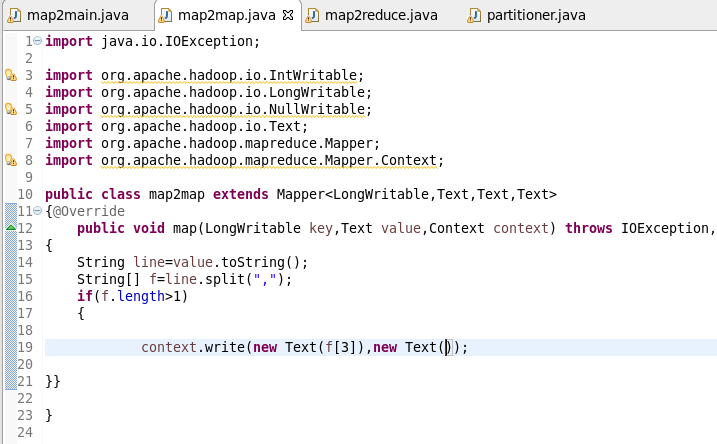 map2main.java map2map.java map2reduce.java partitioner.java
1 import java.io.IOException;
2
3 import org.apache.hadoop.io.IntWritable;
4 import org.apache.hadoop.io.LongWritable;
5 import org.apache.hadoop.io.NullWritable;
6 import org.apache.hadoop.io.Text;
7 import org.apache.hadoop.mapreduce.Mapper;
8 import org.apache.hadoop.mapreduce.Mapper.Context;
9
10 public class map2map extends Mapper<LongWritable,Text,Text,Text>
11 {@Override
12 public void map(LongWritable key,Text value,Context context) throws IOException,
13 {
14 String line=value.toString();
15 String[] f=line.split(",");
16 if(f.length>1)
17 {
18
19 context.write(new Text(f[3]),new Text());
20
21 }}
22
23 }
24